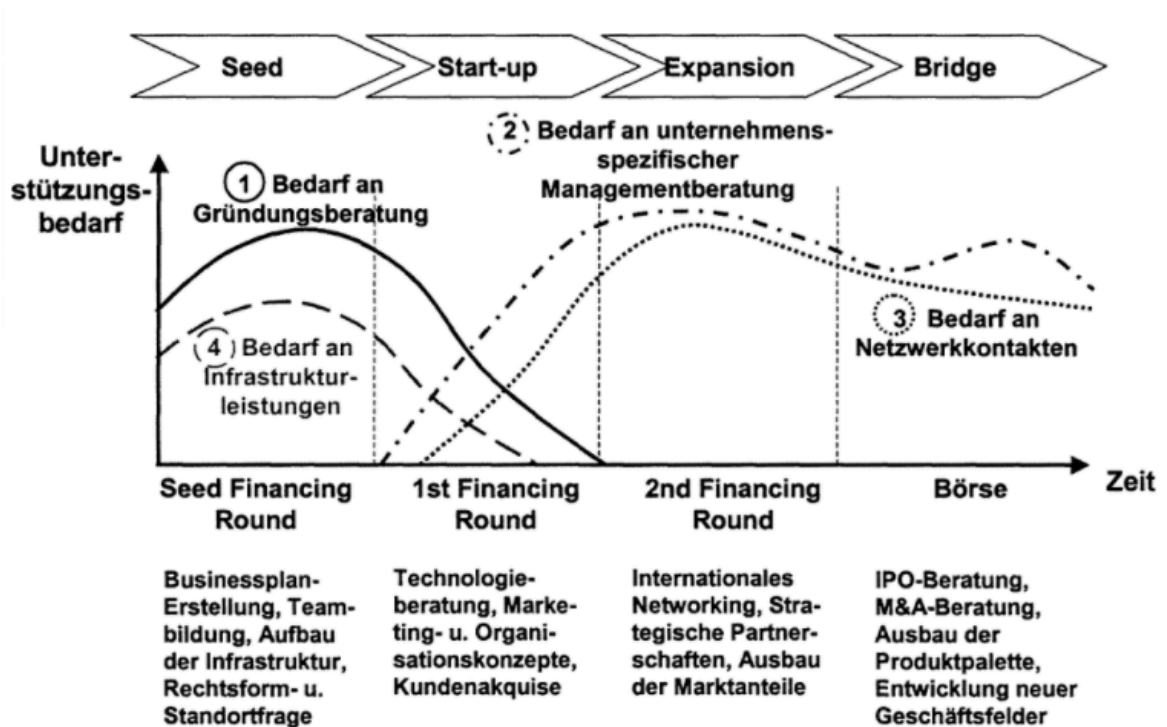 Seed
Start-up
Expansion
Bridge
Unter-
stützungs-
bedarf
1 Bedarf an
Gründungsberatung
2 Bedarf an unternehmens-
spezifischer
Managementberatung
3 Bedarf an
Netzwerkkontakten
4 Bedarf an
Infrastruktur-
leistungen
Zeit
Seed Financing
Round
1st Financing
Round
2nd Financing
Round
Börse
Businessplan-
Erstellung, Team-
bildung, Aufbau
der Infrastruktur,
Rechtsform- u.
Standortfrage
Technologie-
beratung, Marke-
ting- u. Organi-
sationskonzepte,
Kundenakquise
Internationales
Networking, Stra-
tegische Partner-
schaften, Ausbau
der Marktanteile
IPO-Beratung,
M&A-Beratung,
Ausbau der
Produktpalette,
Entwicklung neuer
Geschäftsfelder